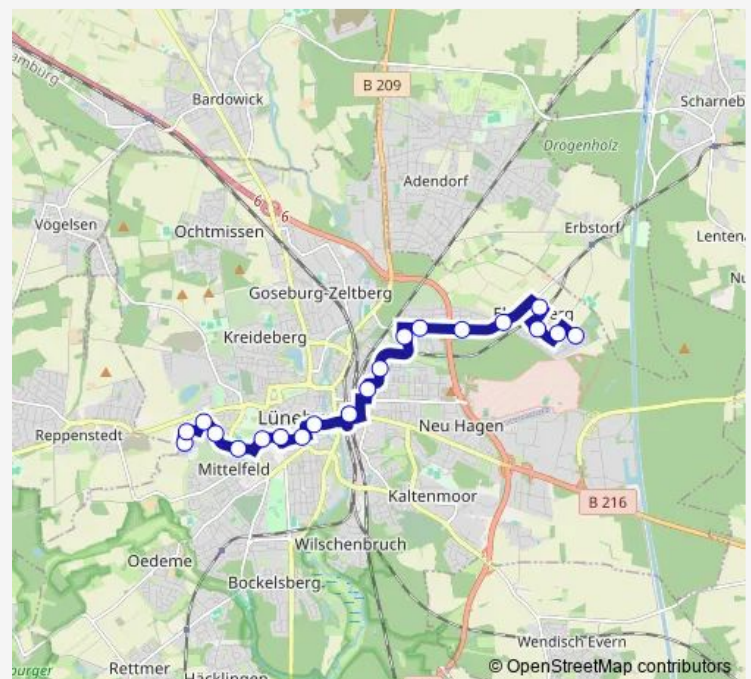 B 209
Bardowick
Scharneb
Drögenholz
Adendorf
Vögelsen
Ochtmissen
Erbstorf
Lenten
Goseburg-Zeltberg
Kreideberg
Reppenstedt
Neu Hagen
Mittelfeld
Kaltenmoor
B 216
Wilschenbruch
Oedeme
Bockelsberg
Wendisch Evern
Rettmer
Häcklingen
© OpenStreetMap contributors